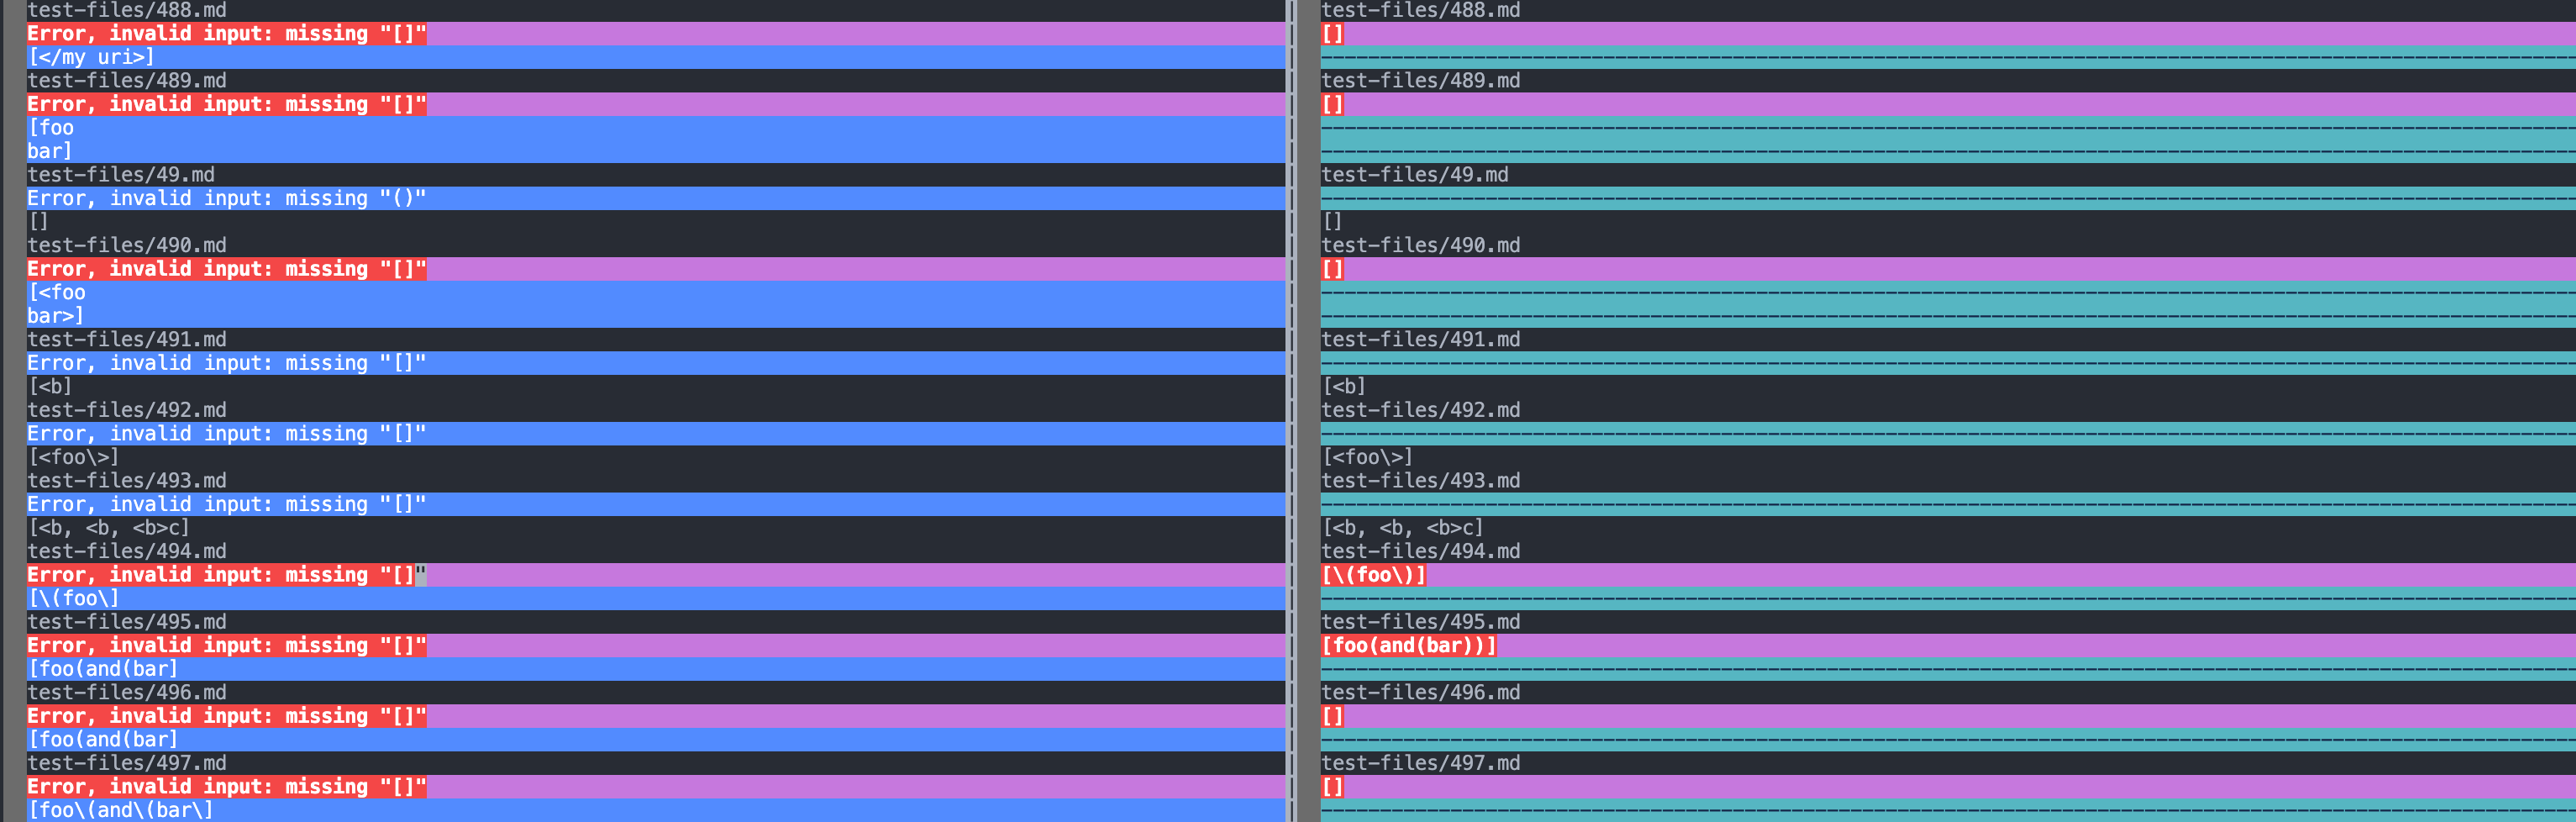 test-files/488.md
Error, invalid input: missing "[]"
[</my uri>]
test-files/489.md
Error, invalid input: missing "[]"
[foo
bar]
test-files/49.md
Error, invalid input: missing "()"
[]
test-files/490.md
Error, invalid input: missing "[]"
[<foo
bar>]
test-files/491.md
Error, invalid input: missing "[]"
[<b]
test-files/492.md
Error, invalid input: missing "[]"
[<foo\>]
test-files/493.md
Error, invalid input: missing "[]"
[<b, <b, <b>c]
test-files/494.md
Error, invalid input: missing "[]"
[\(foo\]
test-files/495.md
Error, invalid input: missing "[]"
[foo(and(bar]
test-files/496.md
Error, invalid input: missing "[]"
[foo(and(bar]
test-files/497.md
Error, invalid input: missing "[]"
[foo\(and\(bar\]
test-files/488.md
[]
test-files/489.md
[]
test-files/49.md
[]
test-files/490.md
[]
test-files/491.md
[<b]
test-files/492.md
[<foo\>]
test-files/493.md
[<b, <b, <b>c]
test-files/494.md
[\(foo\)]
test-files/495.md
[foo(and(bar))]
test-files/496.md
[]
test-files/497.md
[]